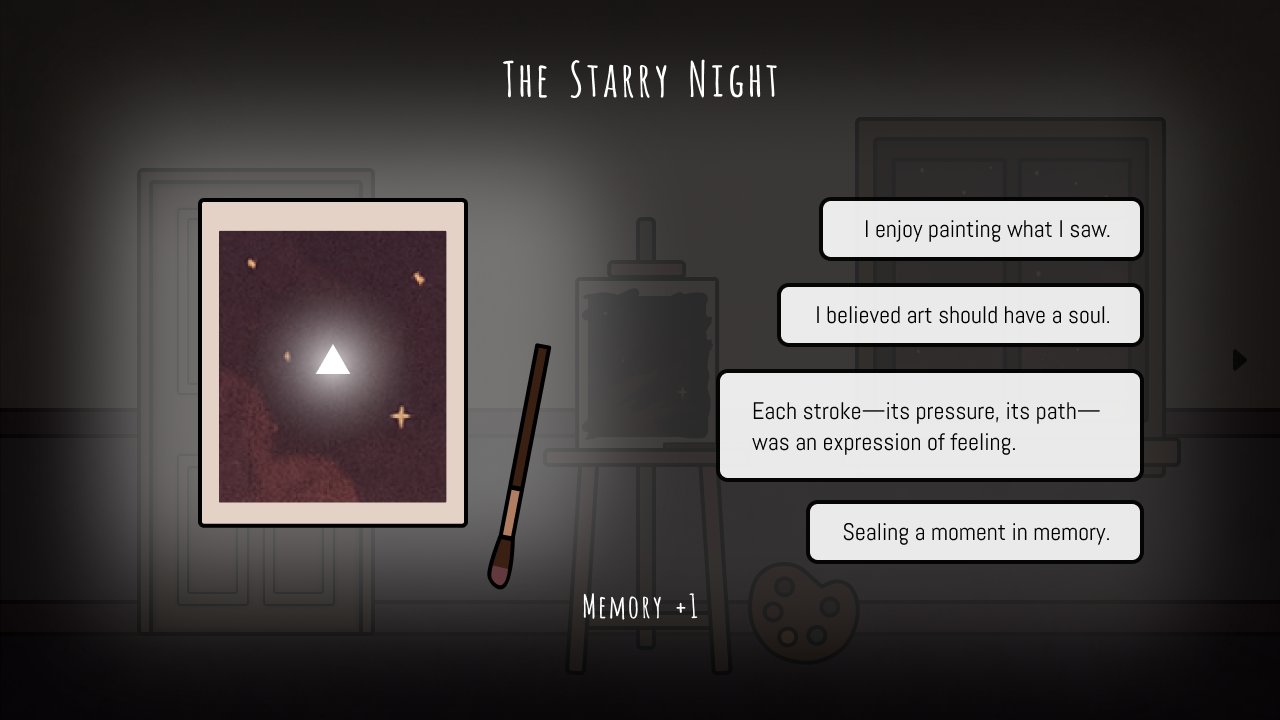 The Starry Night
I enjoy painting what I saw.
I believed art should have a soul.
Each stroke—its pressure, its path—
was an expression of feeling.
Sealing a moment in memory.
Memory +1